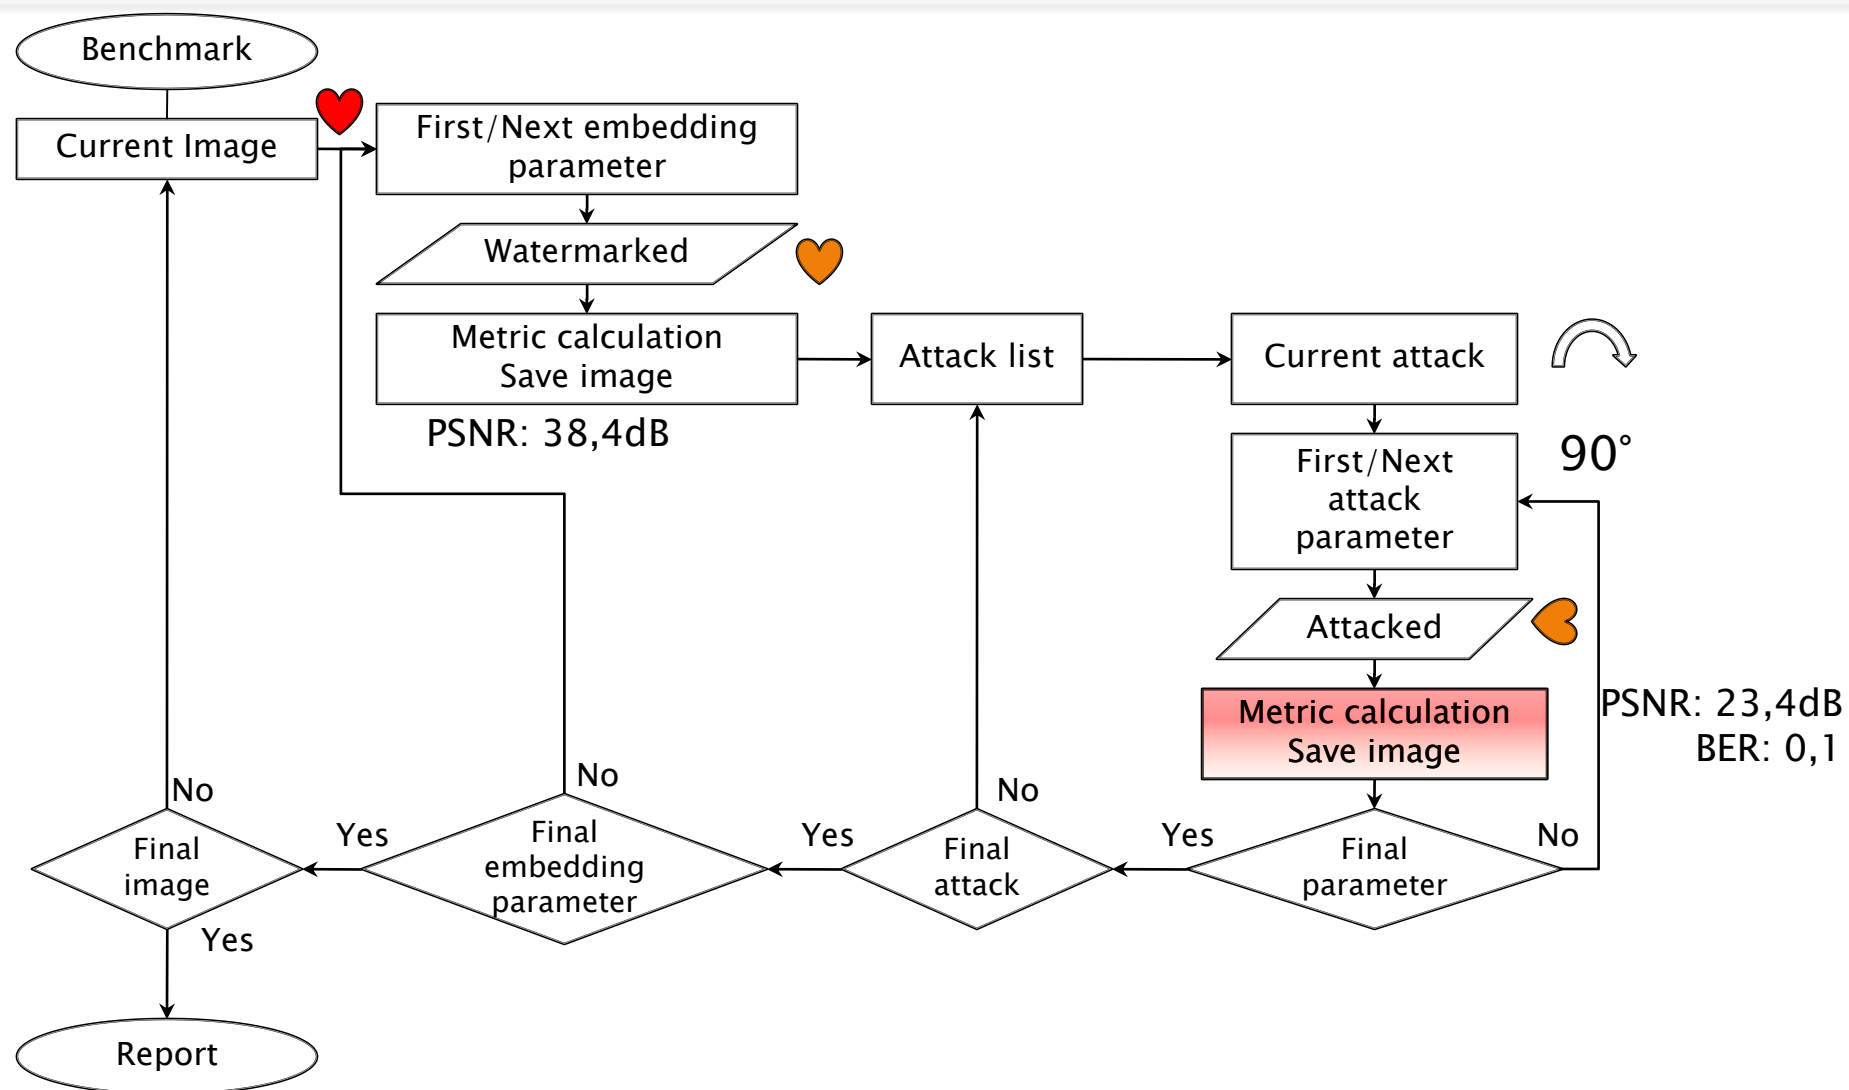 Benchmark
Current Image
First/Next embedding
parameter
Watermarked
Metric calculation
Save image
PSNR: 38,4dB
Attack list
Current attack
90°
First/Next
attack
parameter
Attacked
Metric calculation
Save image
PSNR: 23,4dB
BER: 0,1
Final
parameter
No
Yes
Final
attack
No
Yes
Final
embedding
parameter
No
Yes
Final
image
No
Yes
Report